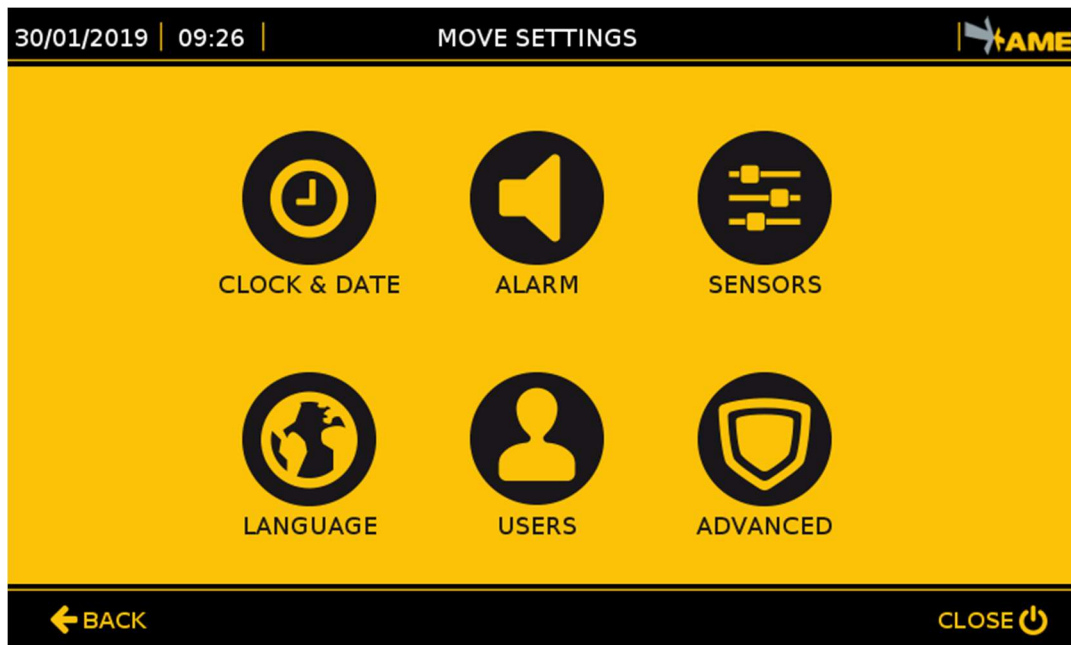 30/01/2019 09:26 MOVE SETTINGS AME
CLOCK & DATE ALARM SENSORS
LANGUAGE USERS ADVANCED
BACK CLOSE